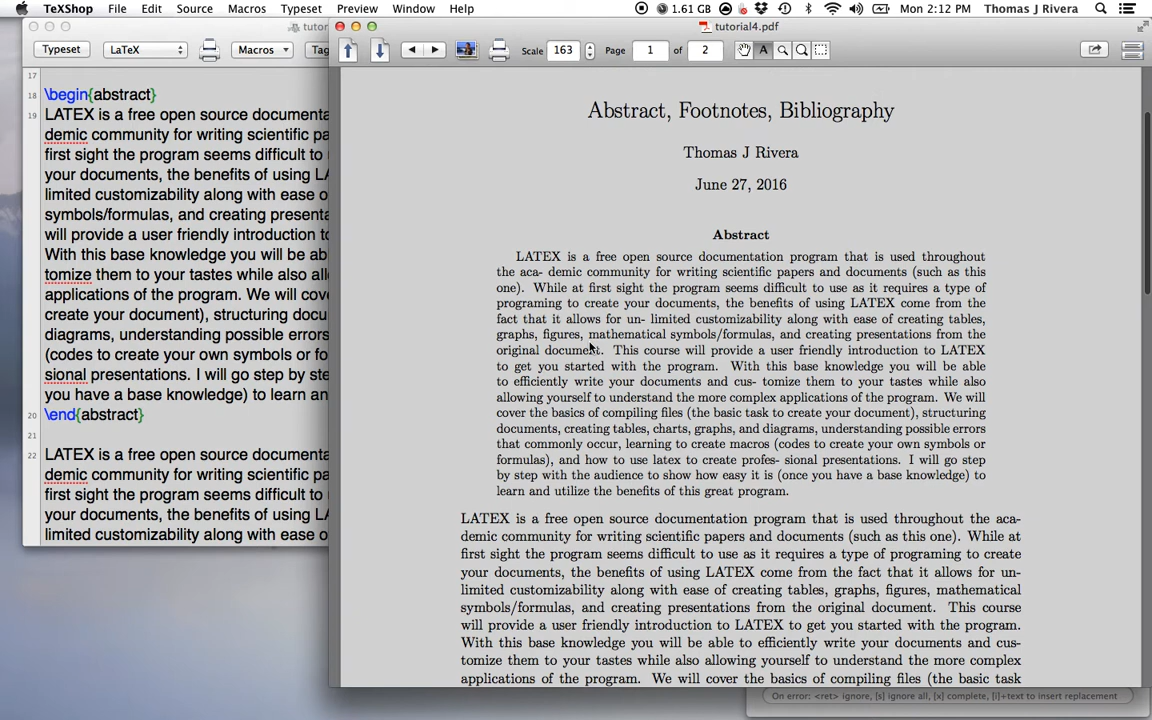 TeXShop File Edit Source Macros Typeset Preview Window Help 1.61 GB Mon 2:12 PM Thomas J Rivera
tutor
Typeset LaTeX Macros Tag
17
18 \begin{abstract}
19 LATEX is a free open source documenta
demic community for writing scientific pa
first sight the program seems difficult to
your documents, the benefits of using LA
limited customizability along with ease o
symbols/formulas, and creating presenta
will provide a user friendly introduction to
With this base knowledge you will be ab
tomize them to your tastes while also all
applications of the program. We will cov
create your document), structuring docu
diagrams, understanding possible errors
(codes to create your own symbols or fo
sional presentations. I will go step by ste
you have a base knowledge) to learn an
20 \end{abstract}
21
22 LATEX is a free open source documenta
demic community for writing scientific pa
first sight the program seems difficult to
your documents, the benefits of using LA
limited customizability along with ease o
tutorial4.pdf
Scale 163 Page 1 of 2 A
Abstract, Footnotes, Bibliography
Thomas J Rivera
June 27, 2016
Abstract
LATEX is a free open source documentation program that is used throughout
the aca- demic community for writing scientific papers and documents (such as this
one). While at first sight the program seems difficult to use as it requires a type of
programing to create your documents, the benefits of using LATEX come from the
fact that it allows for un- limited customizability along with ease of creating tables,
graphs, figures, mathematical symbols/formulas, and creating presentations from the
original document. This course will provide a user friendly introduction to LATEX
to get you started with the program. With this base knowledge you will be able
to efficiently write your documents and cus- tomize them to your tastes while also
allowing yourself to understand the more complex applications of the program. We will
cover the basics of compiling files (the basic task to create your document), structuring
documents, creating tables, charts, graphs, and diagrams, understanding possible errors
that commonly occur, learning to create macros (codes to create your own symbols or
formulas), and how to use latex to create profes- sional presentations. I will go step
by step with the audience to show how easy it is (once you have a base knowledge) to
learn and utilize the benefits of this great program.
LATEX is a free open source documentation program that is used throughout the aca-
demic community for writing scientific papers and documents (such as this one). While at
first sight the program seems difficult to use as it requires a type of programing to create
your documents, the benefits of using LATEX come from the fact that it allows for un-
limited customizability along with ease of creating tables, graphs, figures, mathematical
symbols/formulas, and creating presentations from the original document. This course
will provide a user friendly introduction to LATEX to get you started with the program.
With this base knowledge you will be able to efficiently write your documents and cus-
tomize them to your tastes while also allowing yourself to understand the more complex
applications of the program. We will cover the basics of compiling files (the basic task
On error: <ret> ignore, [s] ignore all, [x] complete, [i]+text to insert replacement